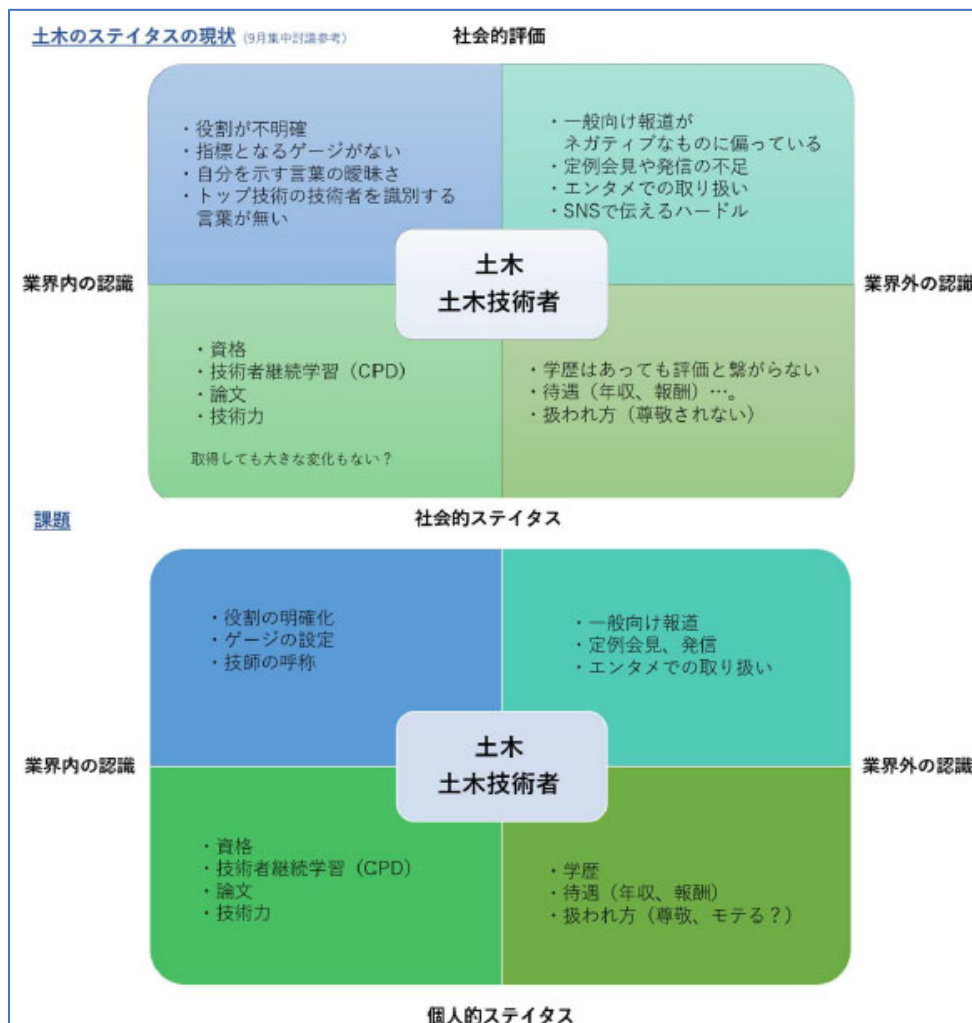 土木のステイタスの現状 (9月集中討議参考)
社会的評価
・役割が不明確
・指標となるゲージがない
・自分を示す言葉の曖昧さ
・トップ技術の技術者を識別する
言葉が無い
・一般向け報道が
ネガティブなものに偏っている
・定例会見や発信の不足
・エンタメでの取り扱い
・SNSで伝えるハードル
業界内の認識
土木
土木技術者
業界外の認識
・資格
・技術者継続学習（CPD）
・論文
・技術力
取得しても大きな変化もない？
・学歴はあっても評価と繋がらない
・待遇（年収、報酬）…。
・扱われ方（尊敬されない）
課題
社会的ステイタス
・役割の明確化
・ゲージの設定
・技師の呼称
・一般向け報道
・定例会見、発信
・エンタメでの取り扱い
業界内の認識
土木
土木技術者
業界外の認識
・資格
・技術者継続学習（CPD）
・論文
・技術力
・学歴
・待遇（年収、報酬）
・扱われ方（尊敬、モテる？）
個人的ステイタス